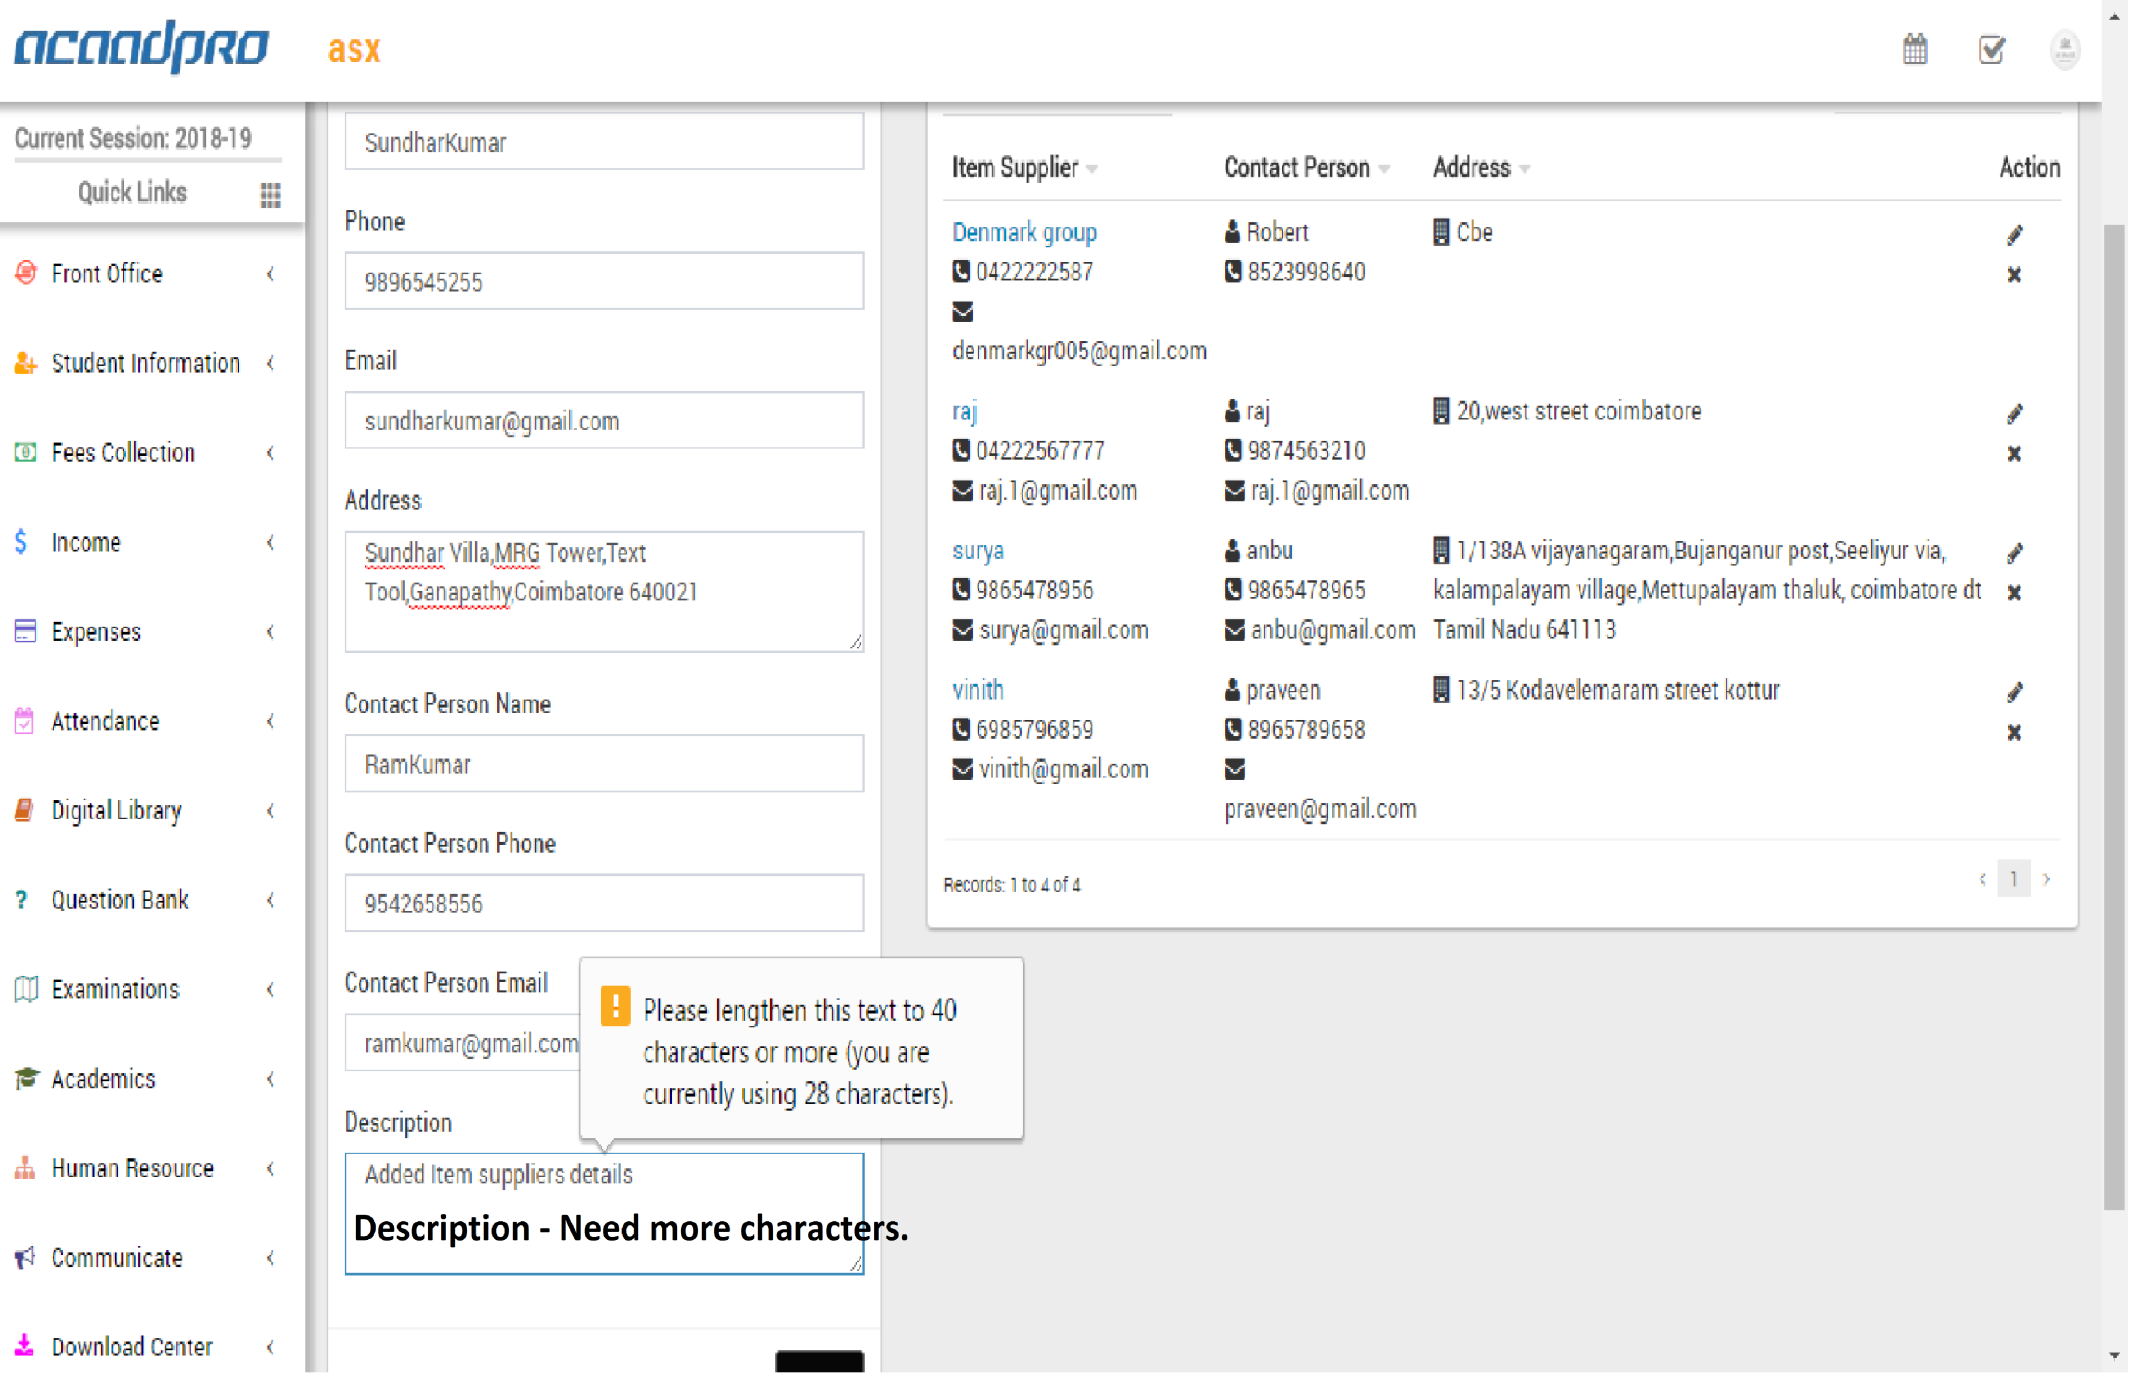 acaadpro
asx
Current Session: 2018-19
Quick Links
Front Office
Student Information
Fees Collection
Income
Expenses
Attendance
Digital Library
Question Bank
Examinations
Academics
Human Resource
Communicate
Download Center
SundharKumar
Phone
9896545255
Email
sundharkumar@gmail.com
Address
Sundhar Villa,MRG Tower,Text
Tool,Ganapathy,Coimbatore 640021
Contact Person Name
RamKumar
Contact Person Phone
9542658556
Contact Person Email
ramkumar@gmail.com
Please lengthen this text to 40
characters or more (you are
currently using 28 characters).
Description
Added Item suppliers details
Description - Need more characters.
Item Supplier Contact Person Address Action
Denmark group Robert Cbe
0422222587 8523998640
denmarkgr005@gmail.com
raj raj 20,west street coimbatore
04222567777 9874563210
raj.1@gmail.com raj.1@gmail.com
surya anbu 1/138A vijayanagaram,Bujanganur post,Seeliyur via,
9865478956 9865478965 kalampalayam village,Mettupalayam thaluk, coimbatore dt
surya@gmail.com anbu@gmail.com Tamil Nadu 641113
vinith praveen 13/5 Kodavelemaram street kottur
6985796859 8965789658
vinith@gmail.com
praveen@gmail.com
Records: 1 to 4 of 4
1